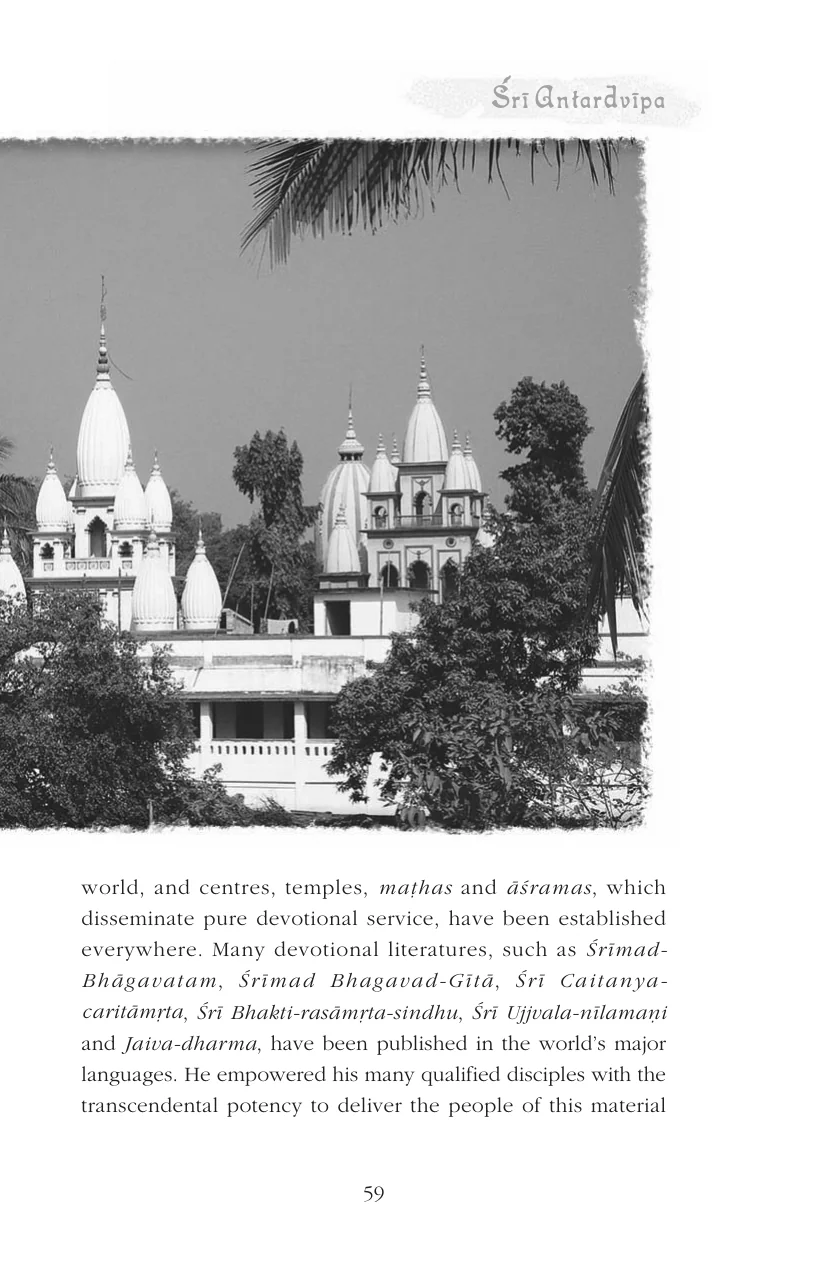 Śrī Antardvīpa
world, and centres, temples, maṭhas and āśramas, which
disseminate pure devotional service, have been established
everywhere. Many devotional literatures, such as Śrīmad-
Bhāgavatam, Śrīmad Bhagavad-Gītā, Śrī Caitanya-
caritāmṛta, Śrī Bhakti-rasāmṛta-sindhu, Śrī Ujjvala-nīlamaṇi
and Jaiva-dharma, have been published in the world’s major
languages. He empowered his many qualified disciples with the
transcendental potency to deliver the people of this material
59